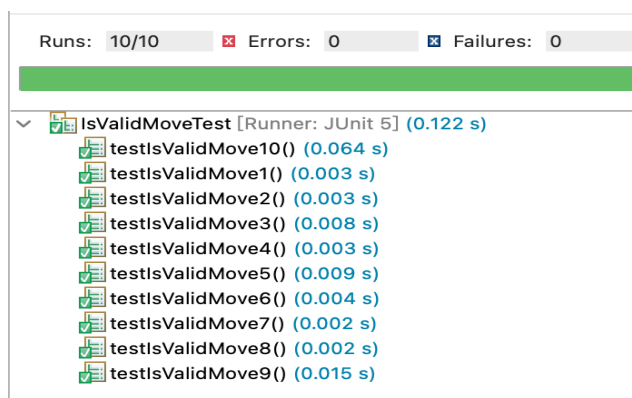 Runs: 10/10 Errors: 0 Failures: 0
IsValidMoveTest [Runner: JUnit 5] (0.122 s)
testIsValidMove10() (0.064 s)
testIsValidMove1() (0.003 s)
testIsValidMove2() (0.003 s)
testIsValidMove3() (0.008 s)
testIsValidMove4() (0.003 s)
testIsValidMove5() (0.009 s)
testIsValidMove6() (0.004 s)
testIsValidMove7() (0.002 s)
testIsValidMove8() (0.002 s)
testIsValidMove9() (0.015 s)